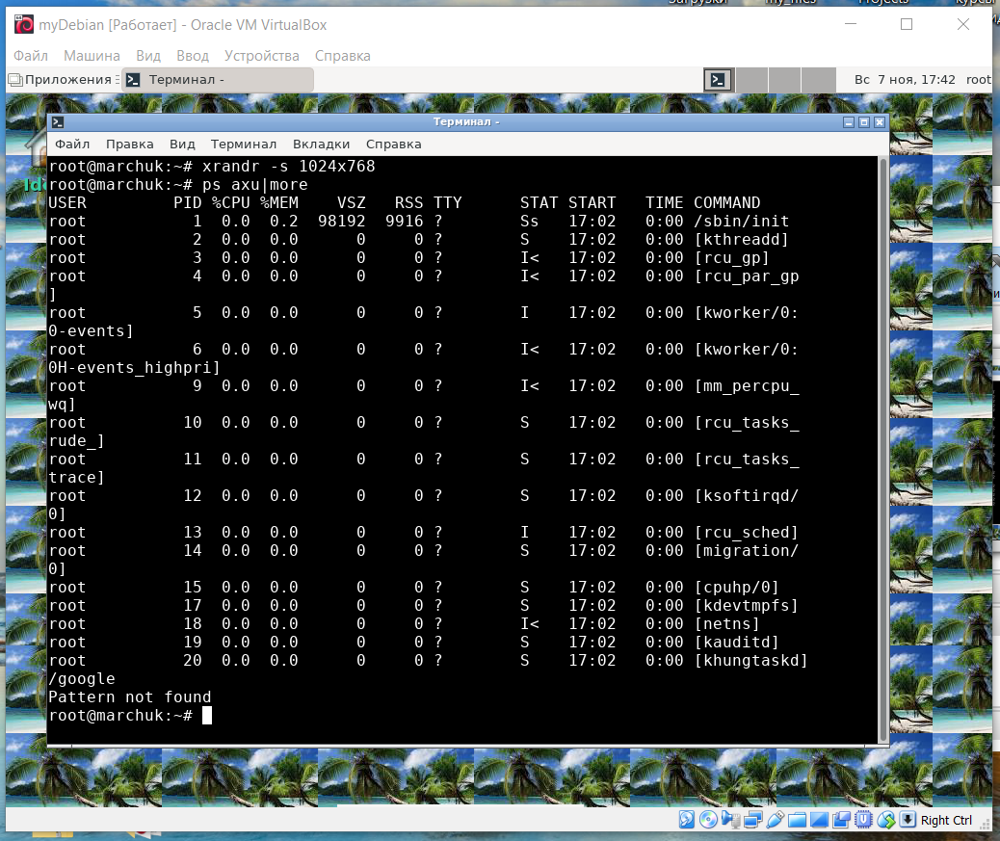 Загрузки my_files Projects курсы
myDebian [Работает] - Oracle VM VirtualBox
Файл Машина Вид Ввод Устройства Справка
Приложения Терминал - Вс 7 ноя, 17:42 root
Терминал -
Файл Правка Вид Терминал Вкладки Справка
root@marchuk:~# xrandr -s 1024x768
root@marchuk:~# ps axu|more
USER PID %CPU %MEM VSZ RSS TTY STAT START TIME COMMAND
root 1 0.0 0.2 98192 9916 ? Ss 17:02 0:00 /sbin/init
root 2 0.0 0.0 0 0 ? S 17:02 0:00 [kthreadd]
root 3 0.0 0.0 0 0 ? I< 17:02 0:00 [rcu_gp]
root 4 0.0 0.0 0 0 ? I< 17:02 0:00 [rcu_par_gp
]
root 5 0.0 0.0 0 0 ? I 17:02 0:00 [kworker/0:
0-events]
root 6 0.0 0.0 0 0 ? I< 17:02 0:00 [kworker/0:
0H-events_highpri]
root 9 0.0 0.0 0 0 ? I< 17:02 0:00 [mm_percpu_
wq]
root 10 0.0 0.0 0 0 ? S 17:02 0:00 [rcu_tasks_
rude_]
root 11 0.0 0.0 0 0 ? S 17:02 0:00 [rcu_tasks_
trace]
root 12 0.0 0.0 0 0 ? S 17:02 0:00 [ksoftirqd/
0]
root 13 0.0 0.0 0 0 ? I 17:02 0:00 [rcu_sched]
root 14 0.0 0.0 0 0 ? S 17:02 0:00 [migration/
0]
root 15 0.0 0.0 0 0 ? S 17:02 0:00 [cpuhp/0]
root 17 0.0 0.0 0 0 ? S 17:02 0:00 [kdevtmpfs]
root 18 0.0 0.0 0 0 ? I< 17:02 0:00 [netns]
root 19 0.0 0.0 0 0 ? S 17:02 0:00 [kauditd]
root 20 0.0 0.0 0 0 ? S 17:02 0:00 [khungtaskd]
/google
Pattern not found
root@marchuk:~#
Right Ctrl